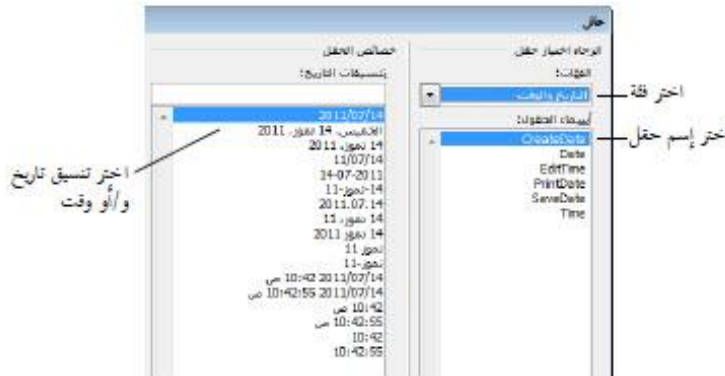 حقل
الرجاء اختيار حقل
الفئات:
التاريخ والوقت
أسماء الحقول:
CreateDate
Date
EditTime
PrintDate
SaveDate
Time
خصائص الحقل
تنسيقات التاريخ:
2011/07/14
الخميس، 14 تموز، 2011
14 تموز، 2011
11/07/14
14-07-2011
14-تموز-11
2011.07.14
14 تموز، 11
14 تموز 2011
تموز 11
تموز-11
2011/07/14 10:42 ص
2011/07/14 10:42:55 ص
10:42 ص
10:42:55 ص
10:42
10:42:55
اختر فئة
ختر إسم حقل
اختر تنسيق تاريخ
و/أو وقت